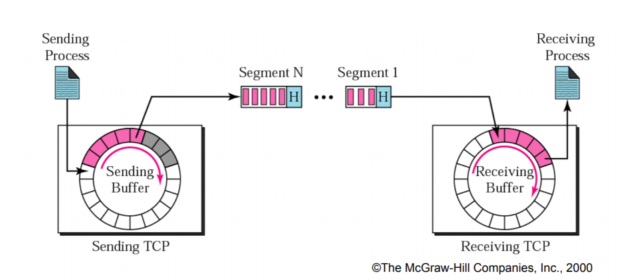 Sending
Process
Receiving
Process
Segment N
Segment 1
H
•••
H
Sending
Buffer
Receiving
Buffer
Sending TCP
Receiving TCP
©The McGraw-Hill Companies, Inc., 2000